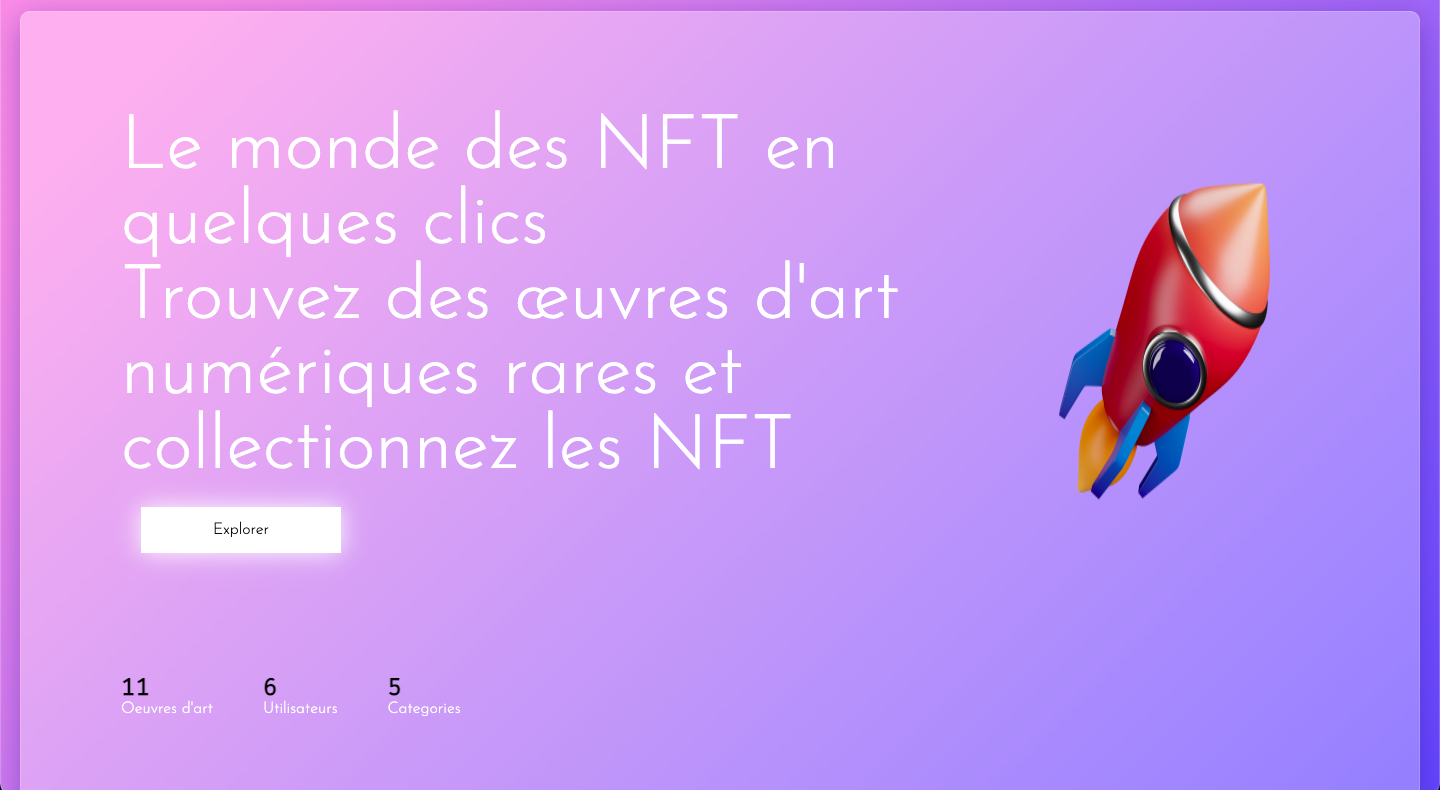 Le monde des NFT en
quelques clics
Trouvez des œuvres d'art
numériques rares et
collectionnez les NFT
Explorer
11 6 5
Oeuvres d'art Utilisateurs Categories